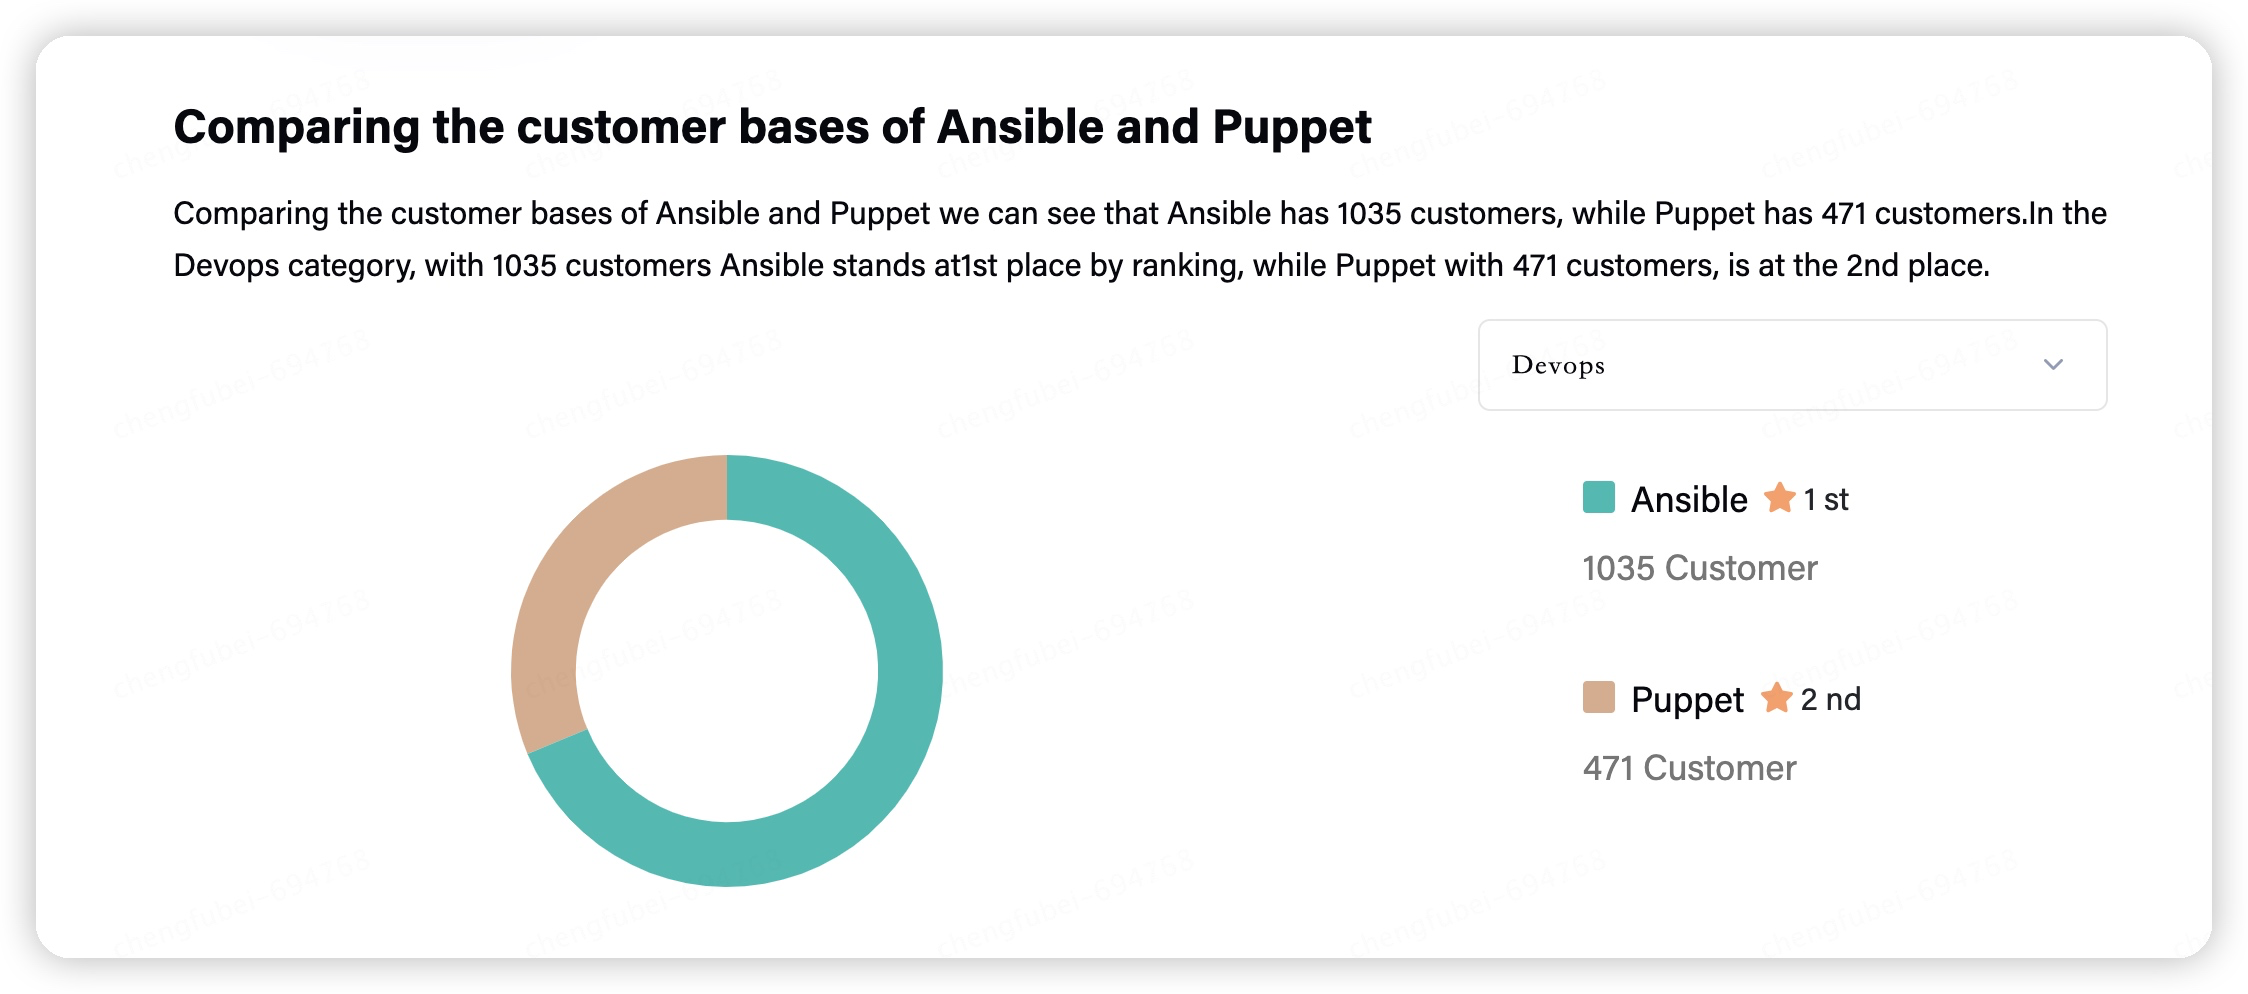 Comparing the customer bases of Ansible and Puppet
Comparing the customer bases of Ansible and Puppet we can see that Ansible has 1035 customers, while Puppet has 471 customers.In the
Devops category, with 1035 customers Ansible stands at1st place by ranking, while Puppet with 471 customers, is at the 2nd place.
Devops
Ansible 1 st
1035 Customer
Puppet 2 nd
471 Customer